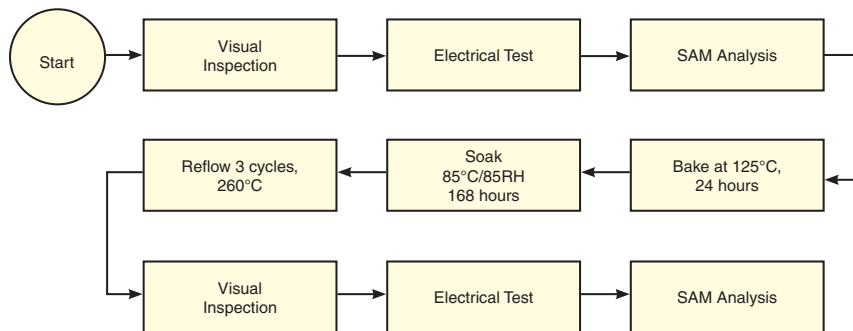 Start
Visual
Inspection
Electrical Test
SAM Analysis
Reflow 3 cycles,
260°C
Soak
85°C/85RH
168 hours
Bake at 125°C,
24 hours
Visual
Inspection
Electrical Test
SAM Analysis